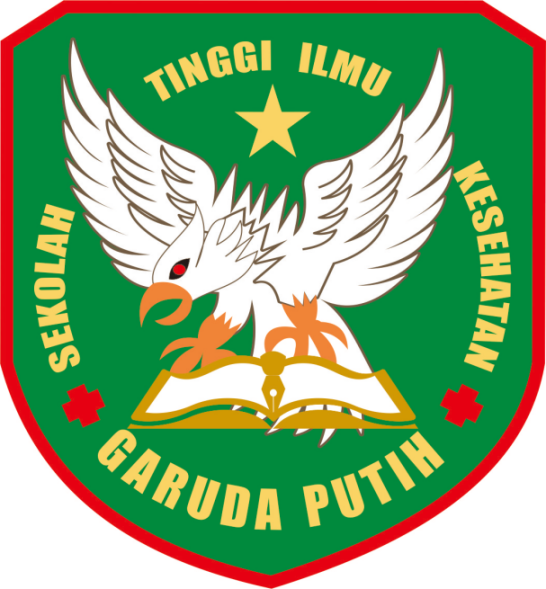 SEKOLAH
TINGGI ILMU
KESEHATAN
GARUDA PUTIH